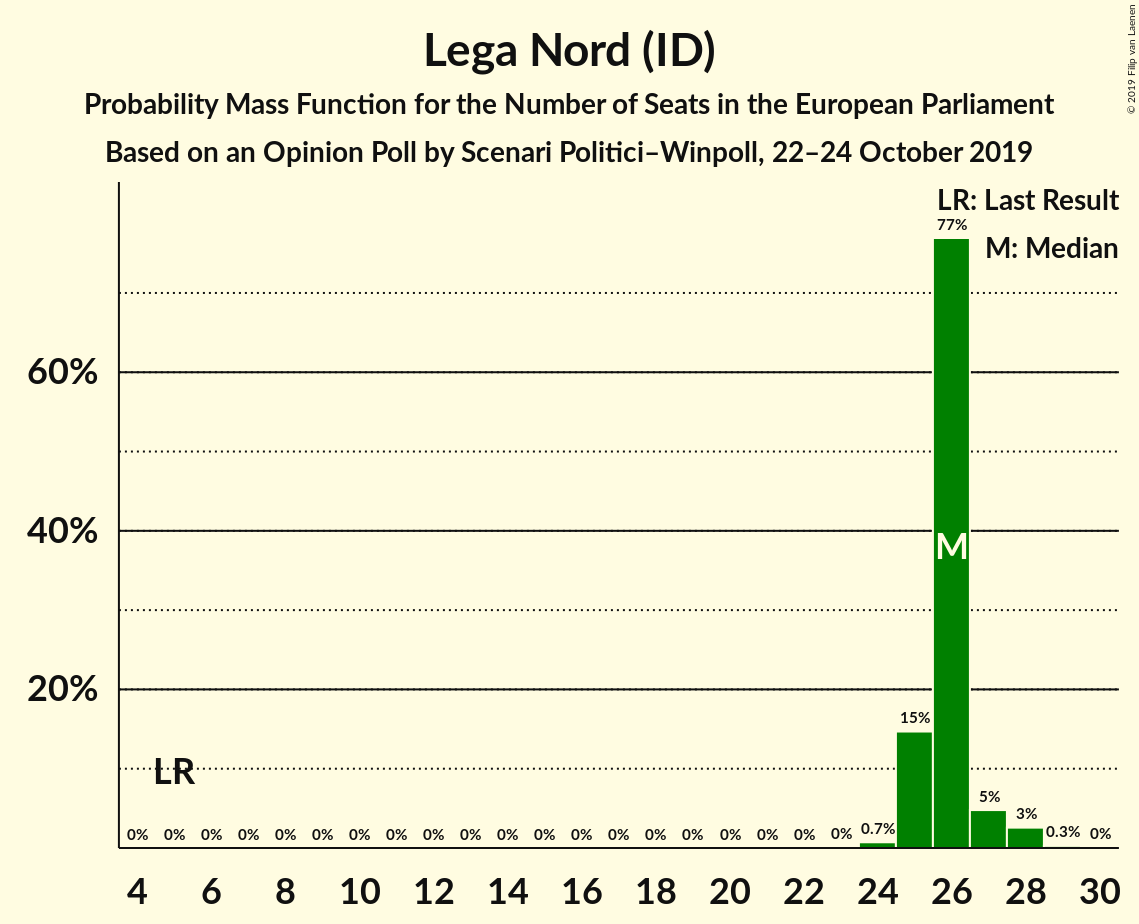 Lega Nord (ID)
Probability Mass Function for the Number of Seats in the European Parliament
Based on an Opinion Poll by Scenari Politici–Winpoll, 22–24 October 2019
© 2019 Filip van Laenen
LR: Last Result
M: Median
77%
60%
40%
M
20%
15%
LR
5%
3%
0% 0% 0% 0% 0% 0% 0% 0% 0% 0% 0% 0% 0% 0% 0% 0% 0% 0% 0% 0% 0.7% 0.3% 0%
4 6 8 10 12 14 16 18 20 22 24 26 28 30